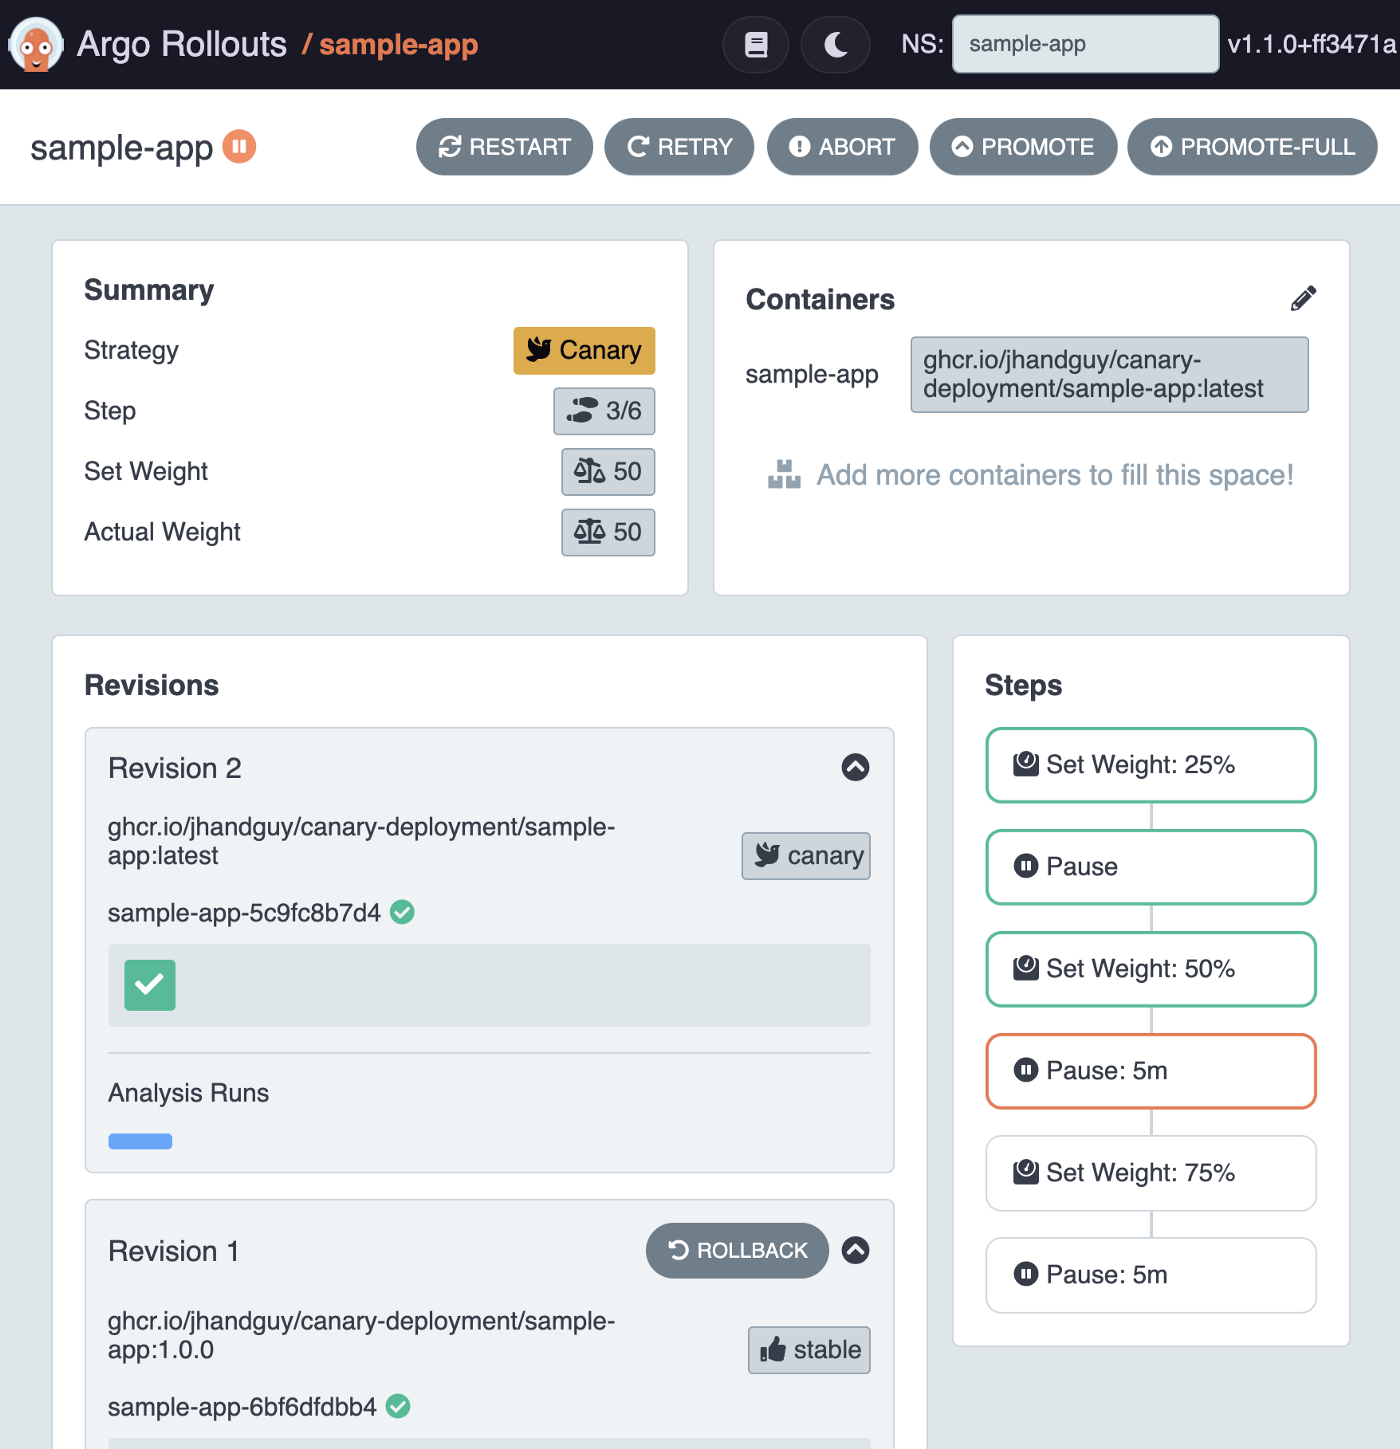 Argo Rollouts / sample-app
NS: sample-app v1.1.0+ff3471a
sample-app
RESTART RETRY ABORT PROMOTE PROMOTE-FULL
Summary
Strategy Canary
Step 3/6
Set Weight 50
Actual Weight 50
Containers
sample-app
ghcr.io/jhandguy/canary-
deployment/sample-app:latest
Add more containers to fill this space!
Revisions
Revision 2
ghcr.io/jhandguy/canary-deployment/sample-
app:latest
canary
sample-app-5c9fc8b7d4
Analysis Runs
Revision 1
ROLLBACK
ghcr.io/jhandguy/canary-deployment/sample-
app:1.0.0
stable
sample-app-6bf6dfdbb4
Steps
Set Weight: 25%
Pause
Set Weight: 50%
Pause: 5m
Set Weight: 75%
Pause: 5m